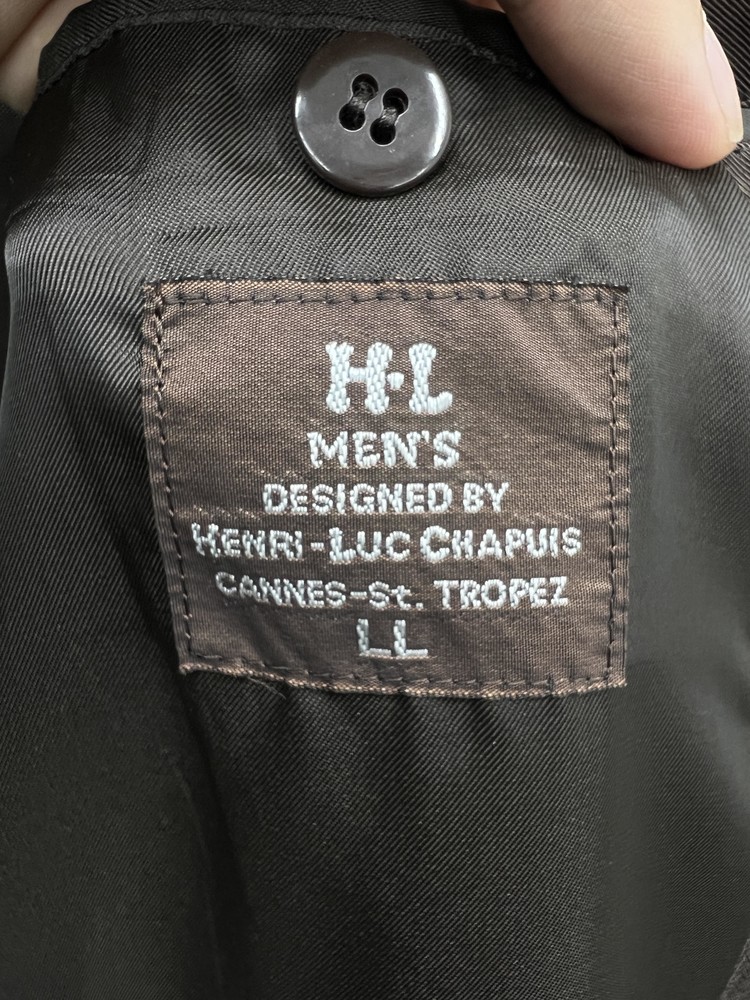 H·L
MEN'S
DESIGNED BY
HENRI-LUC CHAPUIS
CANNES-St. TROPEZ
LL